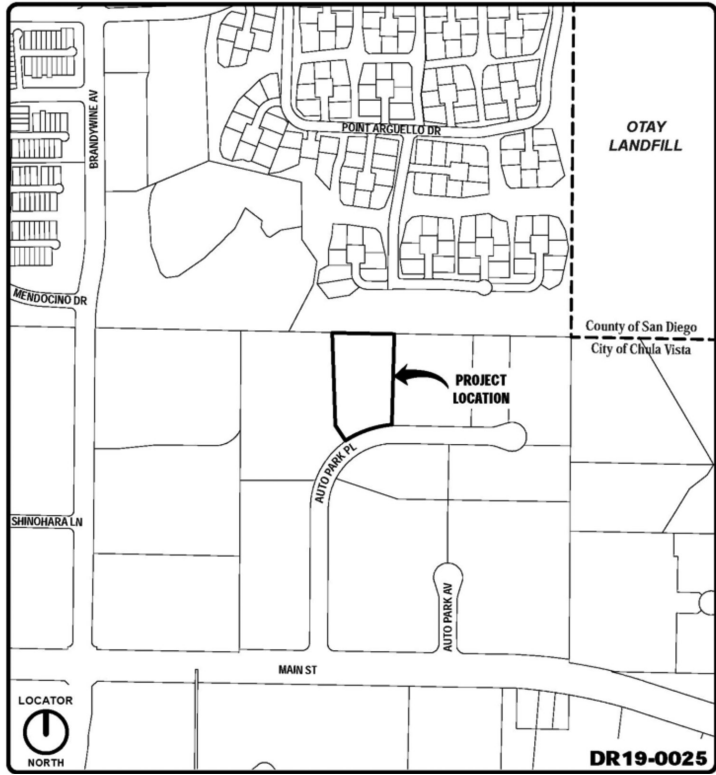 BRANDYWINE AV
POINT ARGUELLO DR
OTAY
LANDFILL
MENDOCINO DR
County of San Diego
City of Chula Vista
PROJECT
LOCATION
AUTO PARK PL
SHINOHARA LN
AUTO PARK AV
MAIN ST
LOCATOR
NORTH
DR19-0025